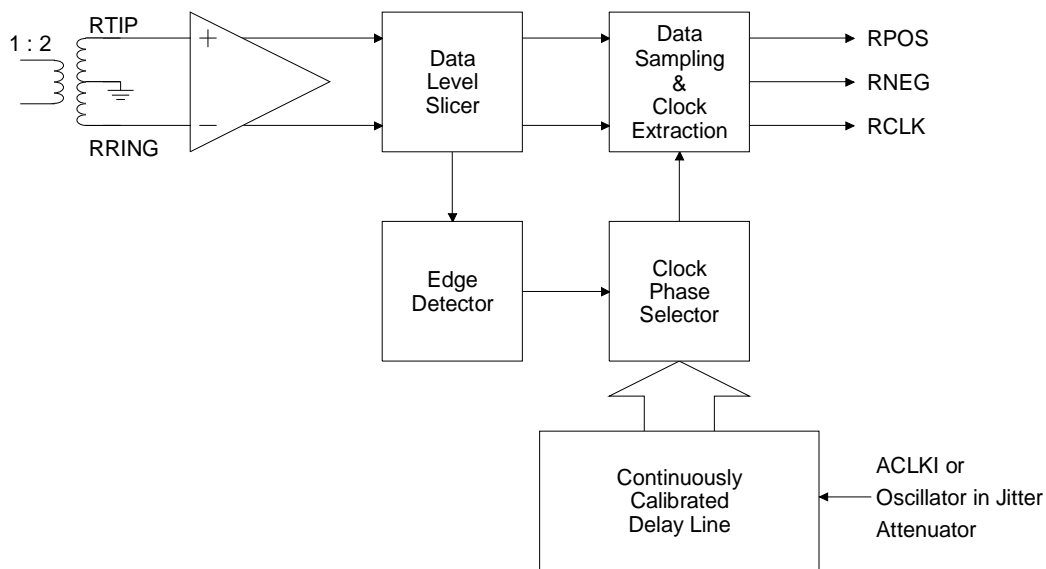 RTIP
1 : 2
+
−
RRING
Data
Level
Slicer
Data
Sampling
&
Clock
Extraction
RPOS
RNEG
RCLK
Edge
Detector
Clock
Phase
Selector
Continuously
Calibrated
Delay Line
ACLKI or
Oscillator in Jitter
Attenuator